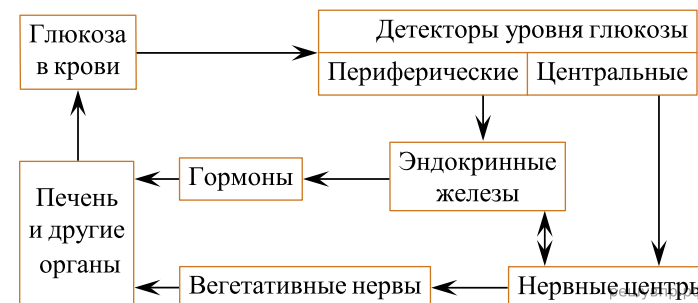 Глюкоза
в крови
Детекторы уровня глюкозы
Периферические
Центральные
Эндокринные
железы
Гормоны
Печень
и другие
органы
Вегетативные нервы
Нервные центры